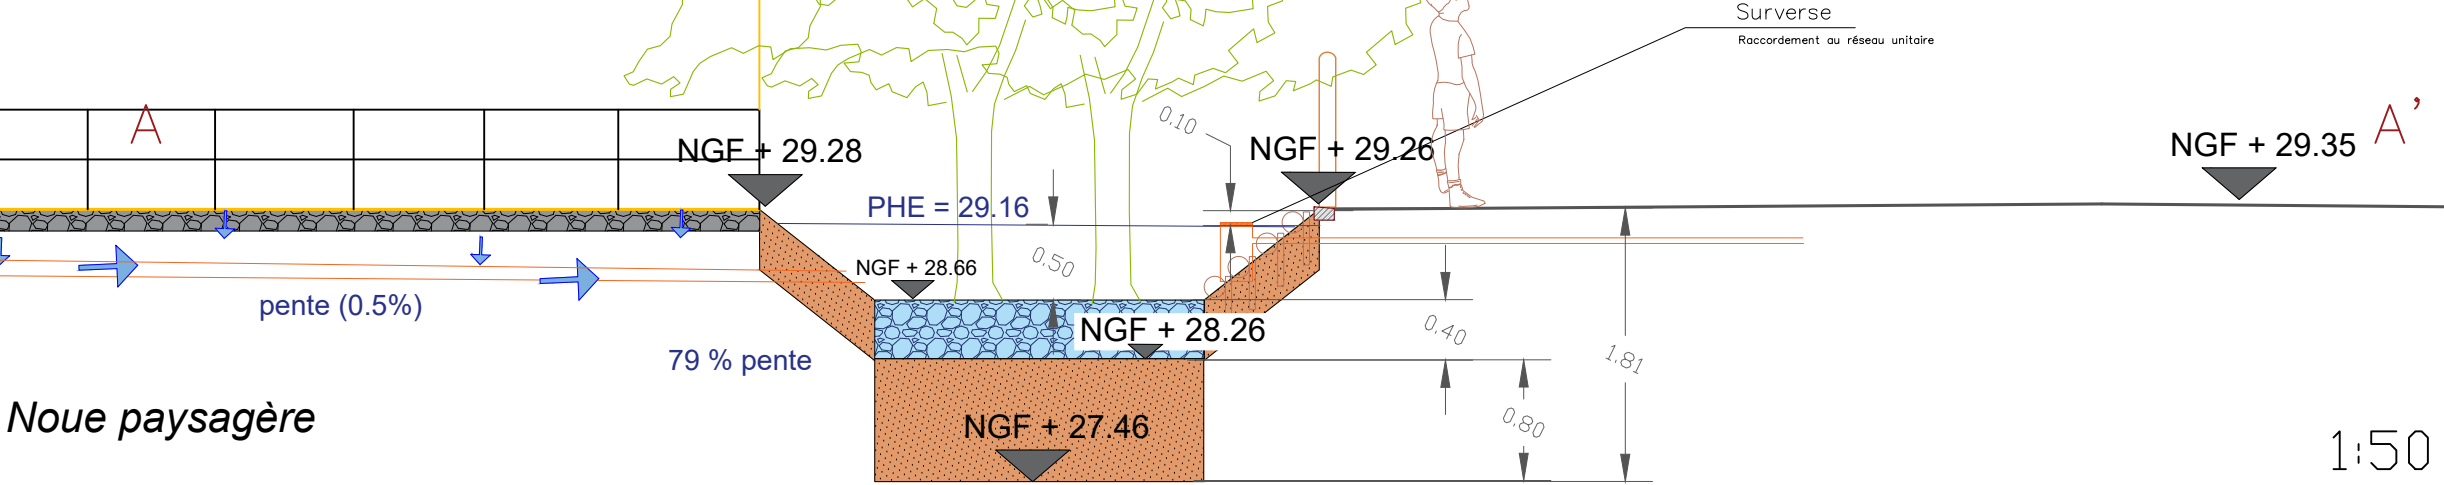 Surverse
Raccordement au réseau unitaire
A
0.10
A’
NGF + 29.28
NGF + 29.26
NGF + 29.35
PHE = 29.16
0.50
NGF + 28.66
pente (0.5%)
NGF + 28.26
0.40
1.81
79 % pente
Noue paysagère
NGF + 27.46
0.80
1:50